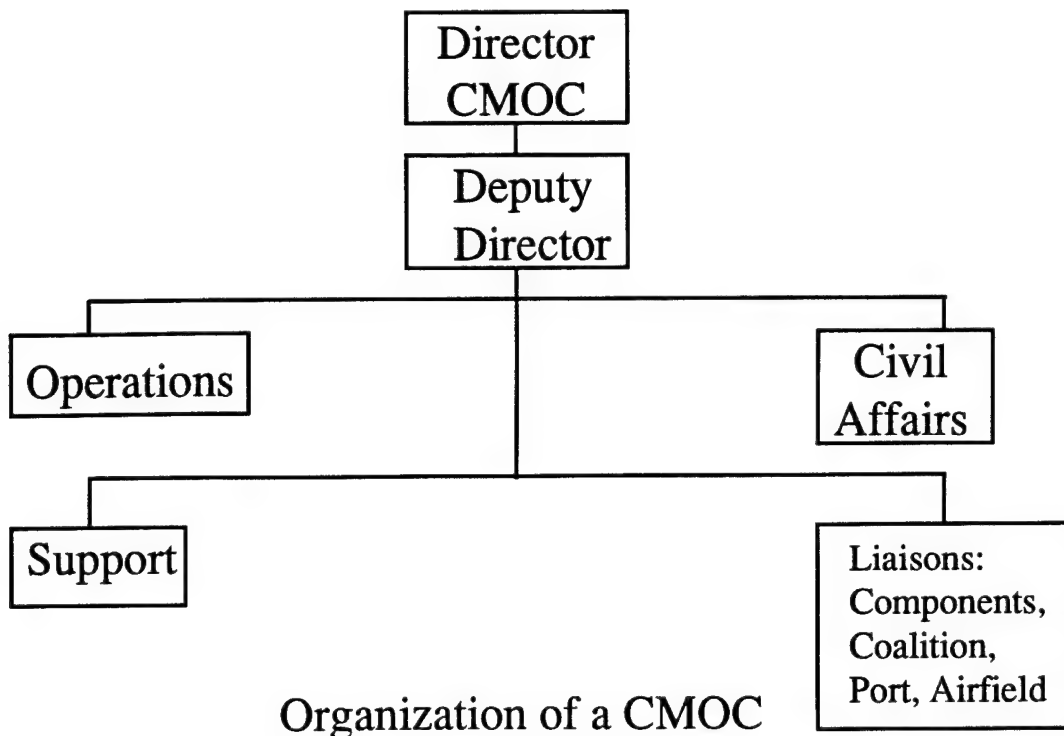 Director
CMOC
Deputy
Director
Operations
Civil
Affairs
Support
Liaisons:
Components,
Coalition,
Port, Airfield
Organization of a CMOC